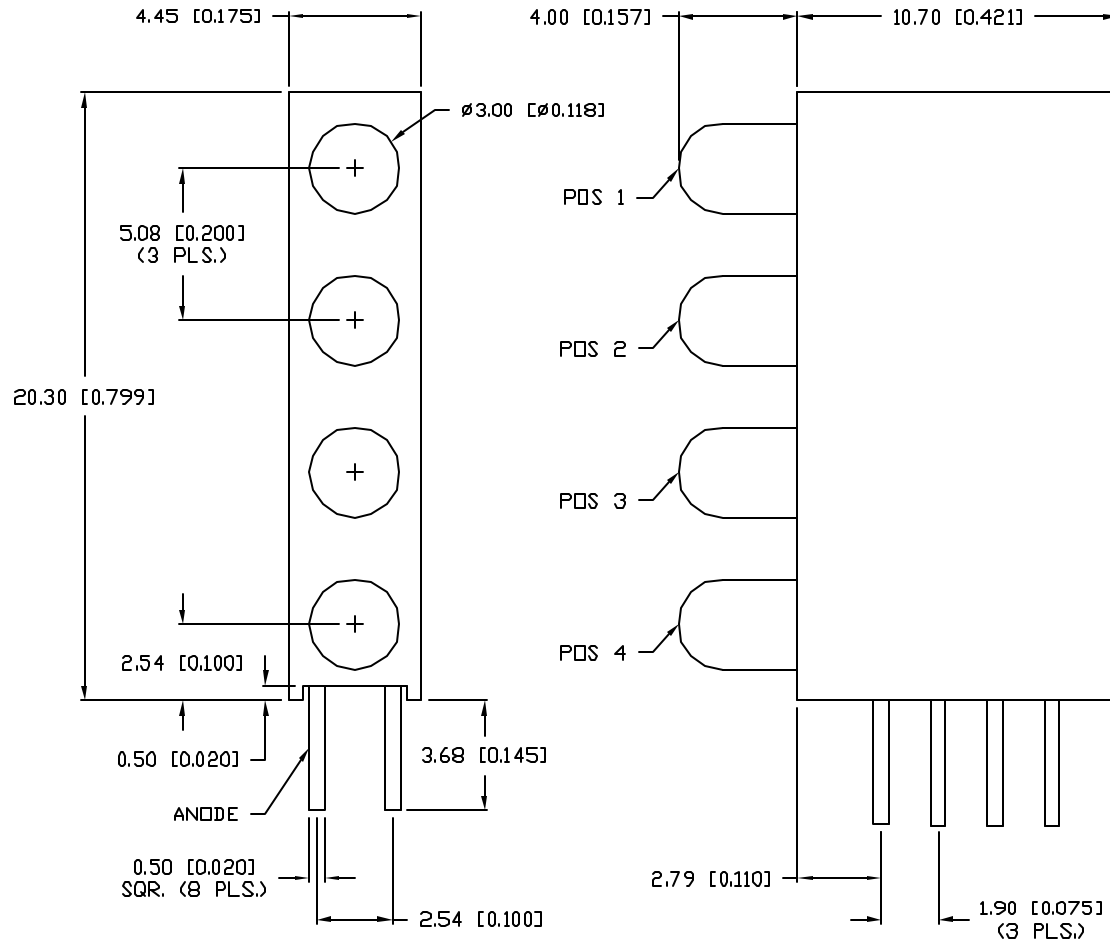 4.45 [0.175]
4.00 [0.157]
10.70 [0.421]
ø3.00 [ø0.118]
POS 1
5.08 [0.200]
(3 PLS.)
POS 2
20.30 [0.799]
POS 3
2.54 [0.100]
POS 4
0.50 [0.020]
3.68 [0.145]
ANODE
0.50 [0.020]
SQR. (8 PLS.)
2.54 [0.100]
2.79 [0.110]
1.90 [0.075]
(3 PLS.)